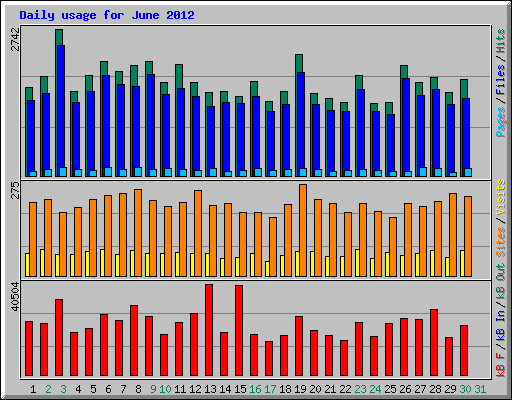 Daily usage for June 2012
2742
Pages / Files / Hits
275
Sites / Visits
40504
kB F / kB In / kB Out
1 2 3 4 5 6 7 8 9 10 11 12 13 14 15 16 17 18 19 20 21 22 23 24 25 26 27 28 29 30 31